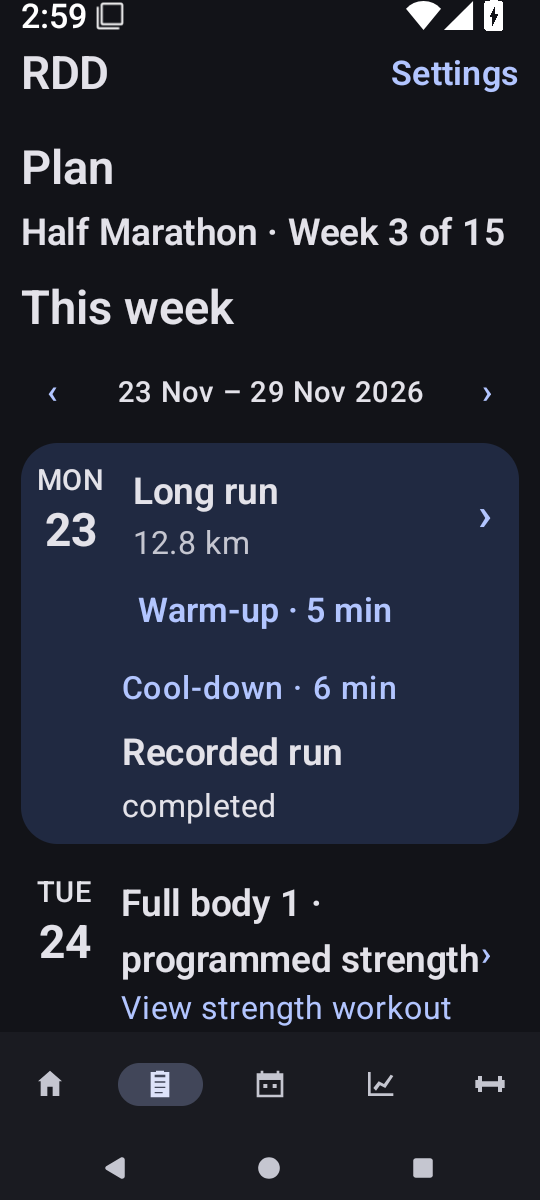 2:59
RDD
Settings
Plan
Half Marathon · Week 3 of 15
This week
‹ 23 Nov – 29 Nov 2026 ›
MON
23
Long run
12.8 km
›
Warm-up · 5 min
Cool-down · 6 min
Recorded run
completed
TUE
24
Full body 1 ·
programmed strength›
View strength workout